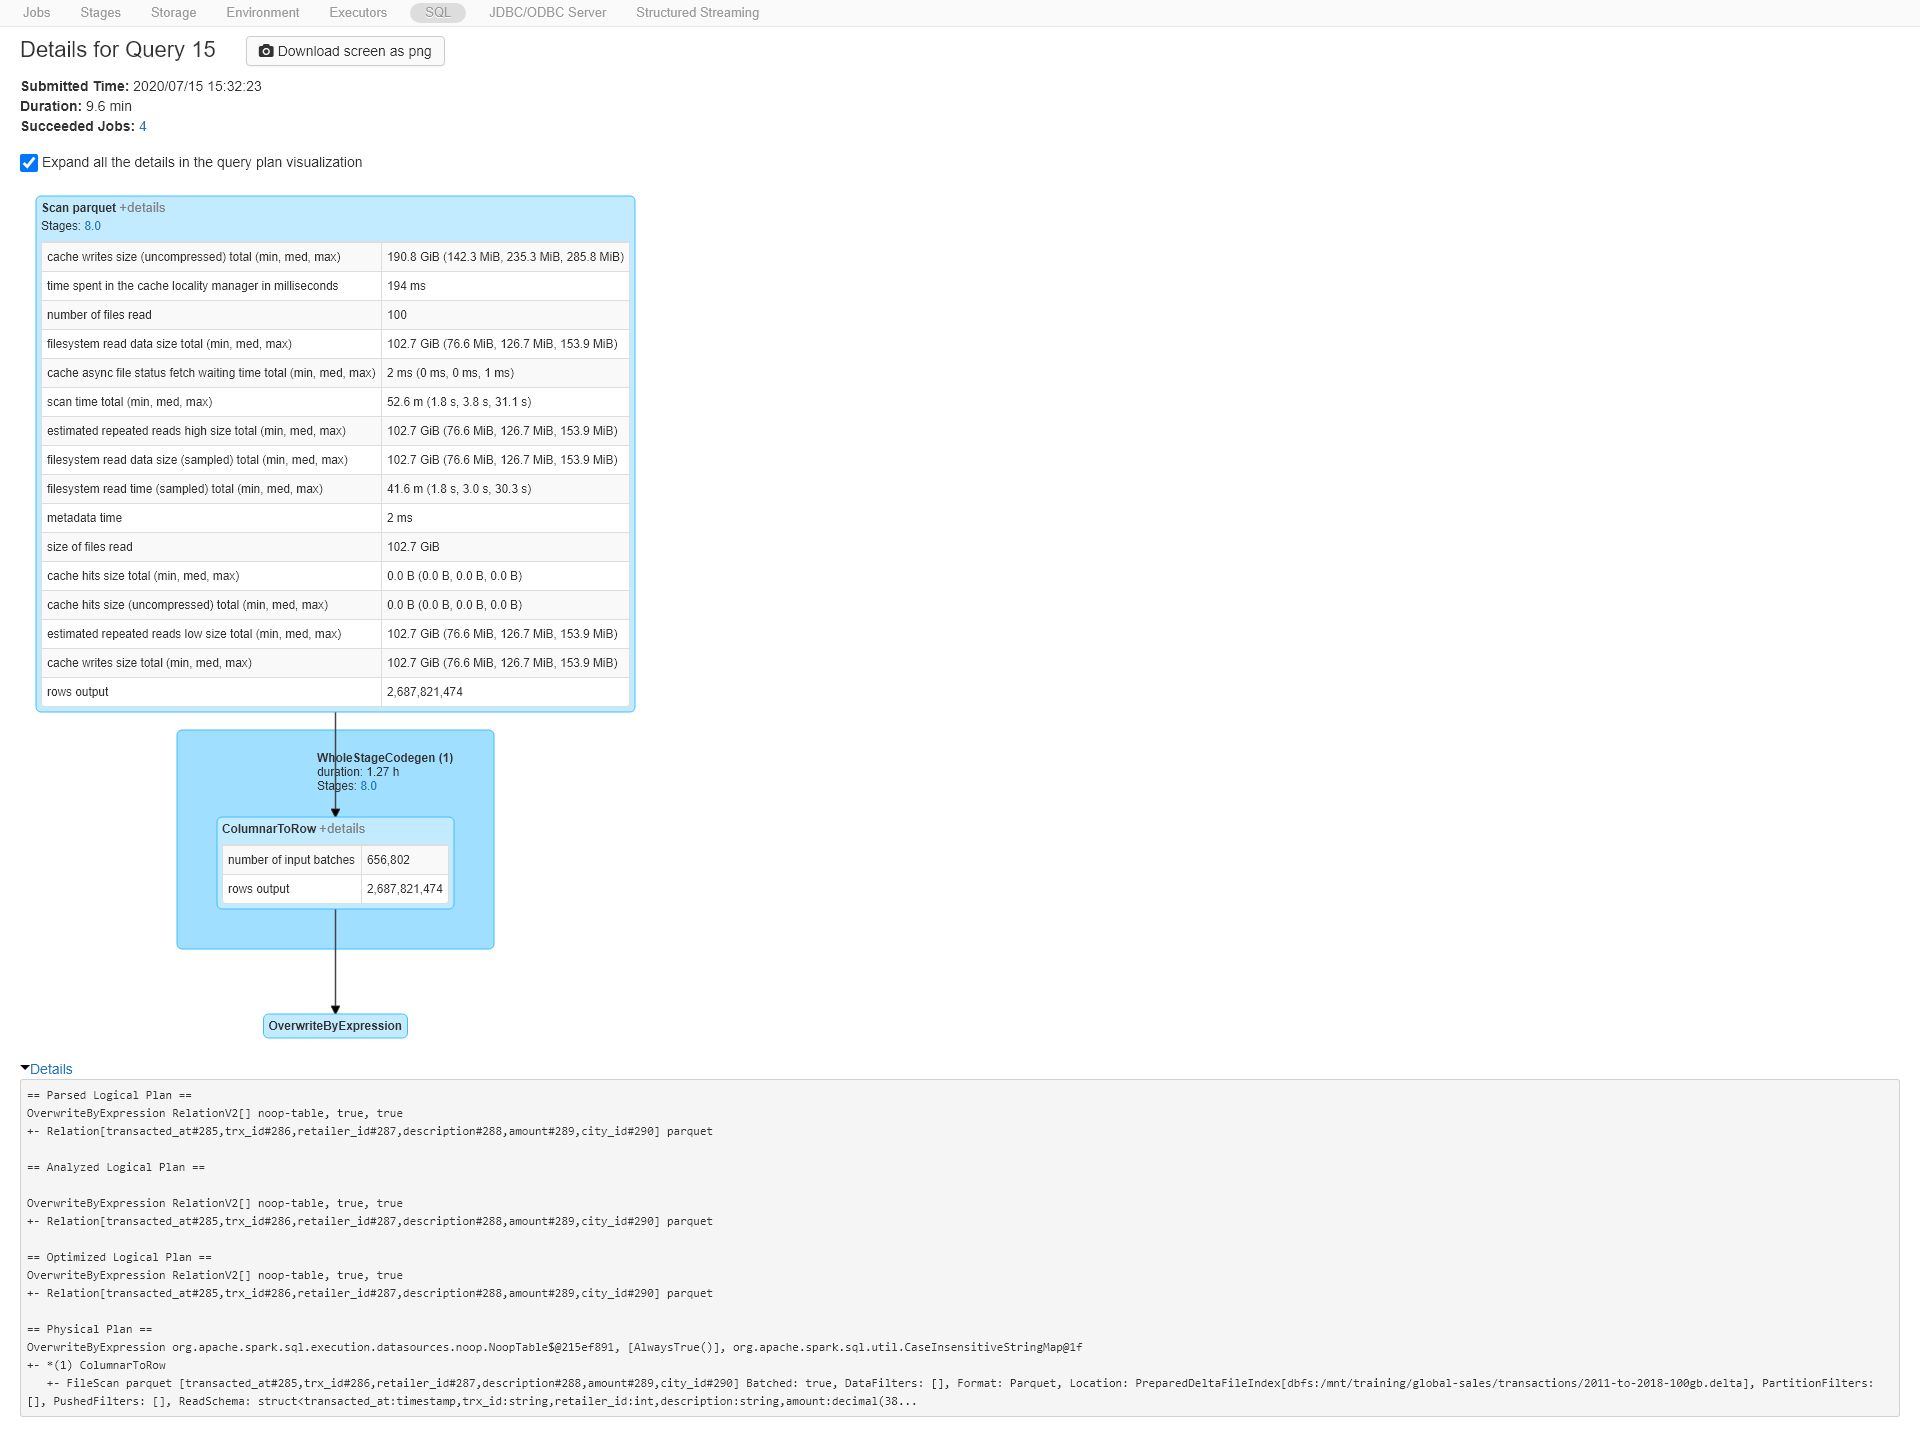 Jobs Stages Storage Environment Executors SQL JDBC/ODBC Server Structured Streaming
Details for Query 15 Download screen as png
Submitted Time: 2020/07/15 15:32:23
Duration: 9.6 min
Succeeded Jobs: 4
Expand all the details in the query plan visualization
Scan parquet +details
Stages: 8.0
cache writes size (uncompressed) total (min, med, max) 190.8 GiB (142.3 MiB, 235.3 MiB, 285.8 MiB)
time spent in the cache locality manager in milliseconds 194 ms
number of files read 100
filesystem read data size total (min, med, max) 102.7 GiB (76.6 MiB, 126.7 MiB, 153.9 MiB)
cache async file status fetch waiting time total (min, med, max) 2 ms (0 ms, 0 ms, 1 ms)
scan time total (min, med, max) 52.6 m (1.8 s, 3.8 s, 31.1 s)
estimated repeated reads high size total (min, med, max) 102.7 GiB (76.6 MiB, 126.7 MiB, 153.9 MiB)
filesystem read data size (sampled) total (min, med, max) 102.7 GiB (76.6 MiB, 126.7 MiB, 153.9 MiB)
filesystem read time (sampled) total (min, med, max) 41.6 m (1.8 s, 3.0 s, 30.3 s)
metadata time 2 ms
size of files read 102.7 GiB
cache hits size total (min, med, max) 0.0 B (0.0 B, 0.0 B, 0.0 B)
cache hits size (uncompressed) total (min, med, max) 0.0 B (0.0 B, 0.0 B, 0.0 B)
estimated repeated reads low size total (min, med, max) 102.7 GiB (76.6 MiB, 126.7 MiB, 153.9 MiB)
cache writes size total (min, med, max) 102.7 GiB (76.6 MiB, 126.7 MiB, 153.9 MiB)
rows output 2,687,821,474
WholeStageCodegen (1)
duration: 1.27 h
Stages: 8.0
ColumnarToRow +details
number of input batches 656,802
rows output 2,687,821,474
OverwriteByExpression
Details
== Parsed Logical Plan ==
OverwriteByExpression RelationV2[] noop-table, true, true
+- Relation[transacted_at#285,trx_id#286,retailer_id#287,description#288,amount#289,city_id#290] parquet
== Analyzed Logical Plan ==
OverwriteByExpression RelationV2[] noop-table, true, true
+- Relation[transacted_at#285,trx_id#286,retailer_id#287,description#288,amount#289,city_id#290] parquet
== Optimized Logical Plan ==
OverwriteByExpression RelationV2[] noop-table, true, true
+- Relation[transacted_at#285,trx_id#286,retailer_id#287,description#288,amount#289,city_id#290] parquet
== Physical Plan ==
OverwriteByExpression org.apache.spark.sql.execution.datasources.noop.NoopTable$@215ef891, [AlwaysTrue()], org.apache.spark.sql.util.CaseInsensitiveStringMap@1f
+- *(1) ColumnarToRow
+- FileScan parquet [transacted_at#285,trx_id#286,retailer_id#287,description#288,amount#289,city_id#290] Batched: true, DataFilters: [], Format: Parquet, Location: PreparedDeltaFileIndex[dbfs:/mnt/training/global-sales/transactions/2011-to-2018-100gb.delta], PartitionFilters:
[], PushedFilters: [], ReadSchema: struct<transacted_at:timestamp,trx_id:string,retailer_id:int,description:string,amount:decimal(38...